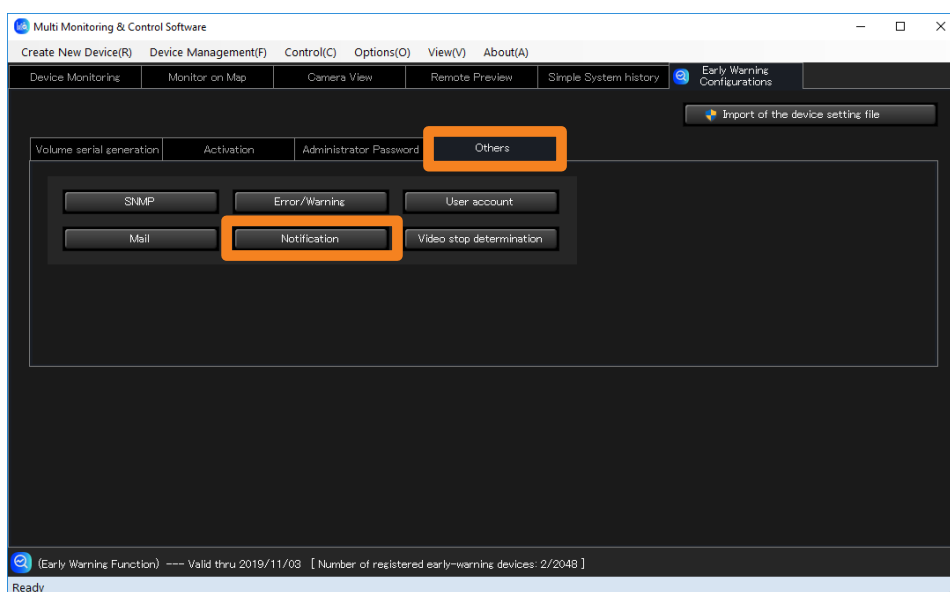 Multi Monitoring & Control Software
Create New Device(R) Device Management(F) Control(C) Options(O) View(V) About(A)
Device Monitoring Monitor on Map Camera View Remote Preview Simple System history Early Warning
Configurations
Import of the device setting file
Volume serial generation Activation Administrator Password Others
SNMP Error/Warning User account
Mail Notification Video stop determination
(Early Warning Function) --- Valid thru 2019/11/03 [ Number of registered early-warning devices: 2/2048 ]
Ready